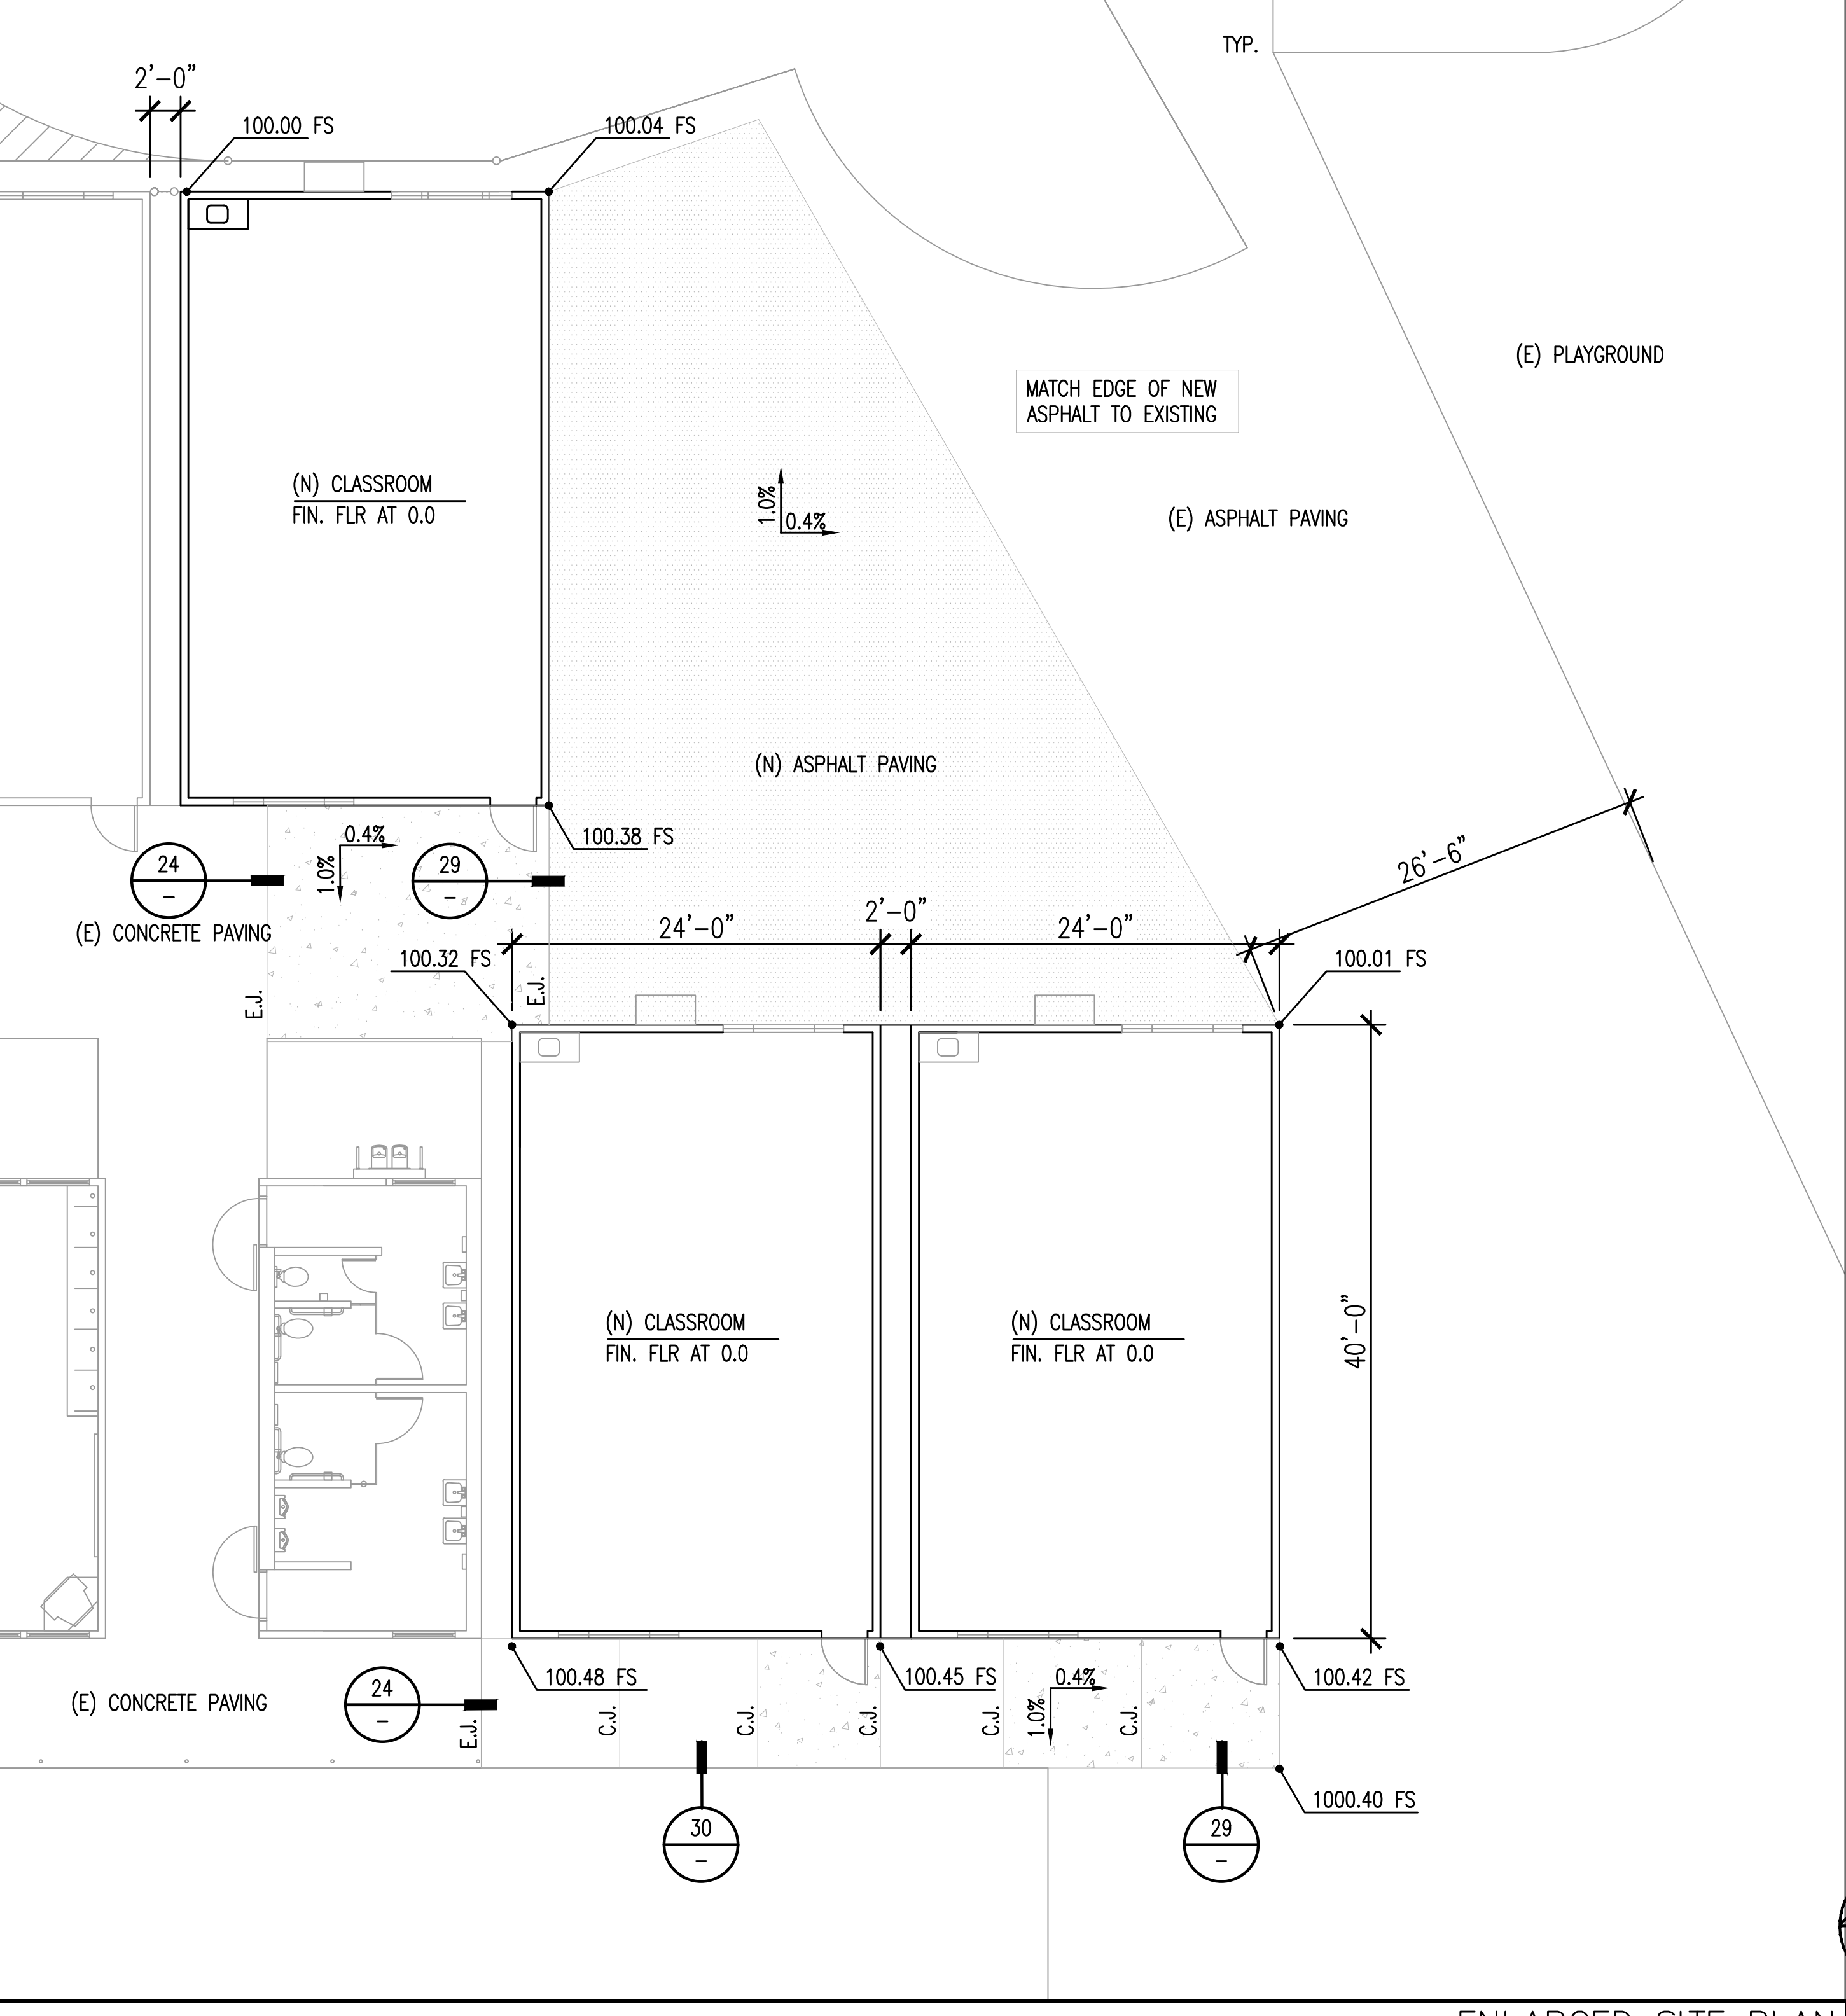 TYP.
2'-0"
100.00 FS
100.04 FS
(E) PLAYGROUND
MATCH EDGE OF NEW
ASPHALT TO EXISTING
(N) CLASSROOM
FIN. FLR AT 0.0
1.0%
0.4%
(E) ASPHALT PAVING
(N) ASPHALT PAVING
100.38 FS
0.4%
1.0%
24
–
29
–
26'-6"
(E) CONCRETE PAVING
24'-0"
2'-0"
24'-0"
100.32 FS
100.01 FS
E.J.
E.J.
(N) CLASSROOM
FIN. FLR AT 0.0
(N) CLASSROOM
FIN. FLR AT 0.0
40'-0"
100.48 FS
100.45 FS
0.4%
100.42 FS
(E) CONCRETE PAVING
24
–
E.J.
C.J.
C.J.
C.J.
C.J.
1.0%
C.J.
1000.40 FS
30
–
29
–
ENLARGED SITE PLAN